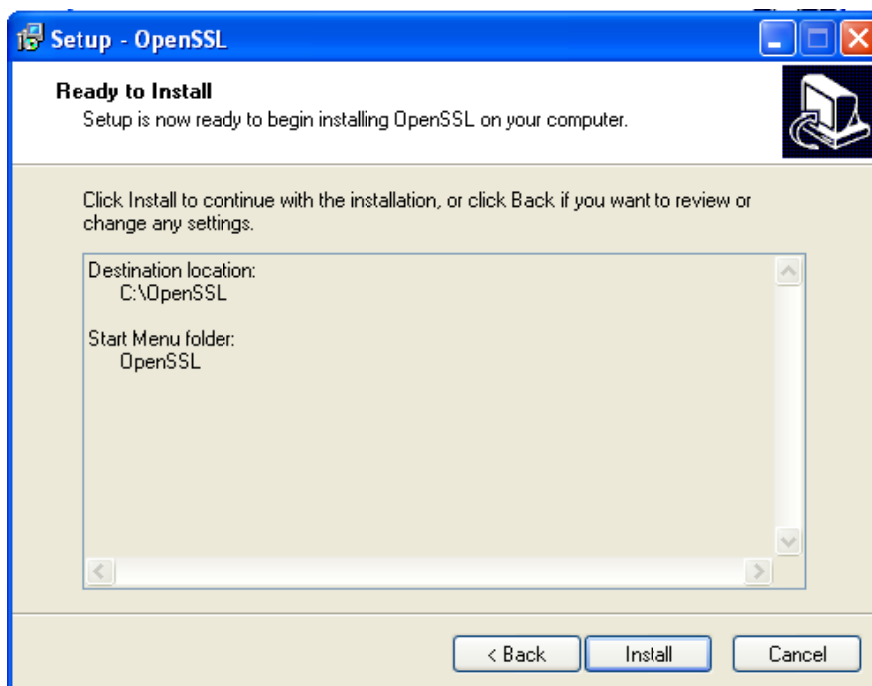 Setup - OpenSSL
Ready to Install
Setup is now ready to begin installing OpenSSL on your computer.
Click Install to continue with the installation, or click Back if you want to review or
change any settings.
Destination location:
C:\OpenSSL
Start Menu folder:
OpenSSL
< Back
Install
Cancel